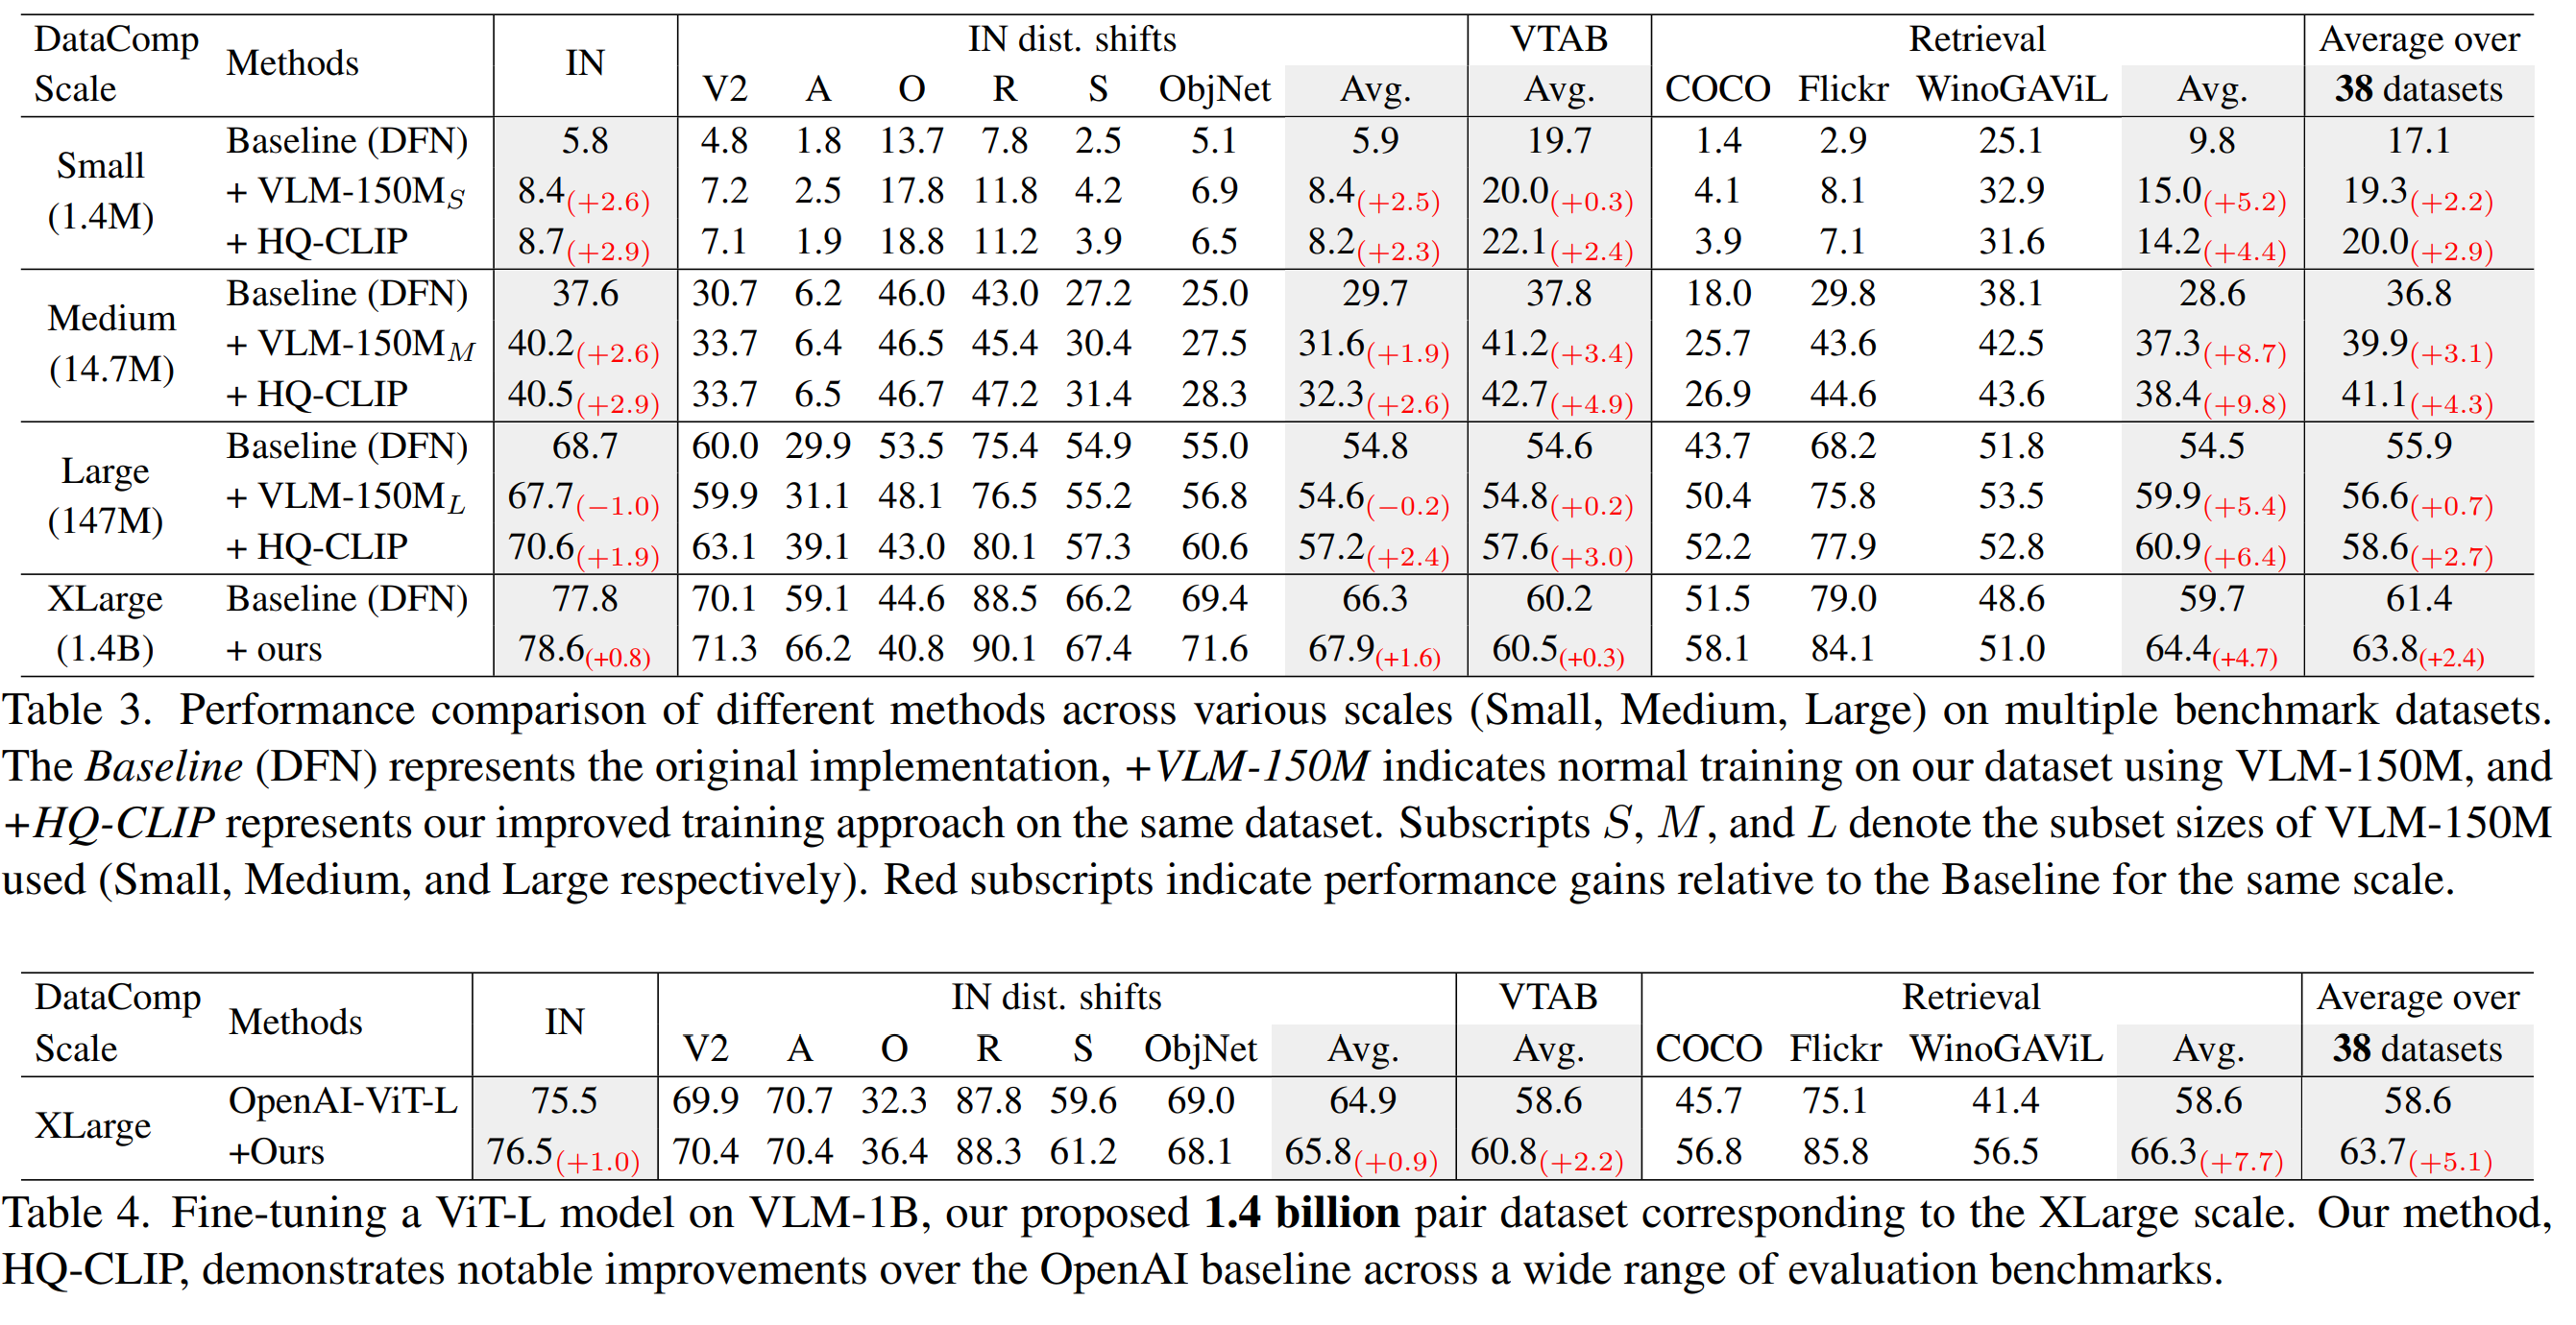 DataComp Scale Methods IN IN dist. shifts VTAB Retrieval Average over
V2 A O R S ObjNet Avg. Avg. COCO Flickr WinoGAViL Avg. 38 datasets
Small (1.4M) Baseline (DFN) 5.8 4.8 1.8 13.7 7.8 2.5 5.1 5.9 19.7 1.4 2.9 25.1 9.8 17.1
+ VLM-150M_S 8.4(+2.6) 7.2 2.5 17.8 11.8 4.2 6.9 8.4(+2.5) 20.0(+0.3) 4.1 8.1 32.9 15.0(+5.2) 19.3(+2.2)
+ HQ-CLIP 8.7(+2.9) 7.1 1.9 18.8 11.2 3.9 6.5 8.2(+2.3) 22.1(+2.4) 3.9 7.1 31.6 14.2(+4.4) 20.0(+2.9)
Medium (14.7M) Baseline (DFN) 37.6 30.7 6.2 46.0 43.0 27.2 25.0 29.7 37.8 18.0 29.8 38.1 28.6 36.8
+ VLM-150M_M 40.2(+2.6) 33.7 6.4 46.5 45.4 30.4 27.5 31.6(+1.9) 41.2(+3.4) 25.7 43.6 42.5 37.3(+8.7) 39.9(+3.1)
+ HQ-CLIP 40.5(+2.9) 33.7 6.5 46.7 47.2 31.4 28.3 32.3(+2.6) 42.7(+4.9) 26.9 44.6 43.6 38.4(+9.8) 41.1(+4.3)
Large (147M) Baseline (DFN) 68.7 60.0 29.9 53.5 75.4 54.9 55.0 54.8 54.6 43.7 68.2 51.8 54.5 55.9
+ VLM-150M_L 67.7(−1.0) 59.9 31.1 48.1 76.5 55.2 56.8 54.6(−0.2) 54.8(+0.2) 50.4 75.8 53.5 59.9(+5.4) 56.6(+0.7)
+ HQ-CLIP 70.6(+1.9) 63.1 39.1 43.0 80.1 57.3 60.6 57.2(+2.4) 57.6(+3.0) 52.2 77.9 52.8 60.9(+6.4) 58.6(+2.7)
XLarge (1.4B) Baseline (DFN) 77.8 70.1 59.1 44.6 88.5 66.2 69.4 66.3 60.2 51.5 79.0 48.6 59.7 61.4
+ ours 78.6(+0.8) 71.3 66.2 40.8 90.1 67.4 71.6 67.9(+1.6) 60.5(+0.3) 58.1 84.1 51.0 64.4(+4.7) 63.8(+2.4)
Table 3. Performance comparison of different methods across various scales (Small, Medium, Large) on multiple benchmark datasets.
The Baseline (DFN) represents the original implementation, +VLM-150M indicates normal training on our dataset using VLM-150M, and
+HQ-CLIP represents our improved training approach on the same dataset. Subscripts S, M, and L denote the subset sizes of VLM-150M
used (Small, Medium, and Large respectively). Red subscripts indicate performance gains relative to the Baseline for the same scale.
DataComp Scale Methods IN IN dist. shifts VTAB Retrieval Average over
V2 A O R S ObjNet Avg. Avg. COCO Flickr WinoGAViL Avg. 38 datasets
XLarge OpenAI-ViT-L 75.5 69.9 70.7 32.3 87.8 59.6 69.0 64.9 58.6 45.7 75.1 41.4 58.6 58.6
+Ours 76.5(+1.0) 70.4 70.4 36.4 88.3 61.2 68.1 65.8(+0.9) 60.8(+2.2) 56.8 85.8 56.5 66.3(+7.7) 63.7(+5.1)
Table 4. Fine-tuning a ViT-L model on VLM-1B, our proposed 1.4 billion pair dataset corresponding to the XLarge scale. Our method,
HQ-CLIP, demonstrates notable improvements over the OpenAI baseline across a wide range of evaluation benchmarks.